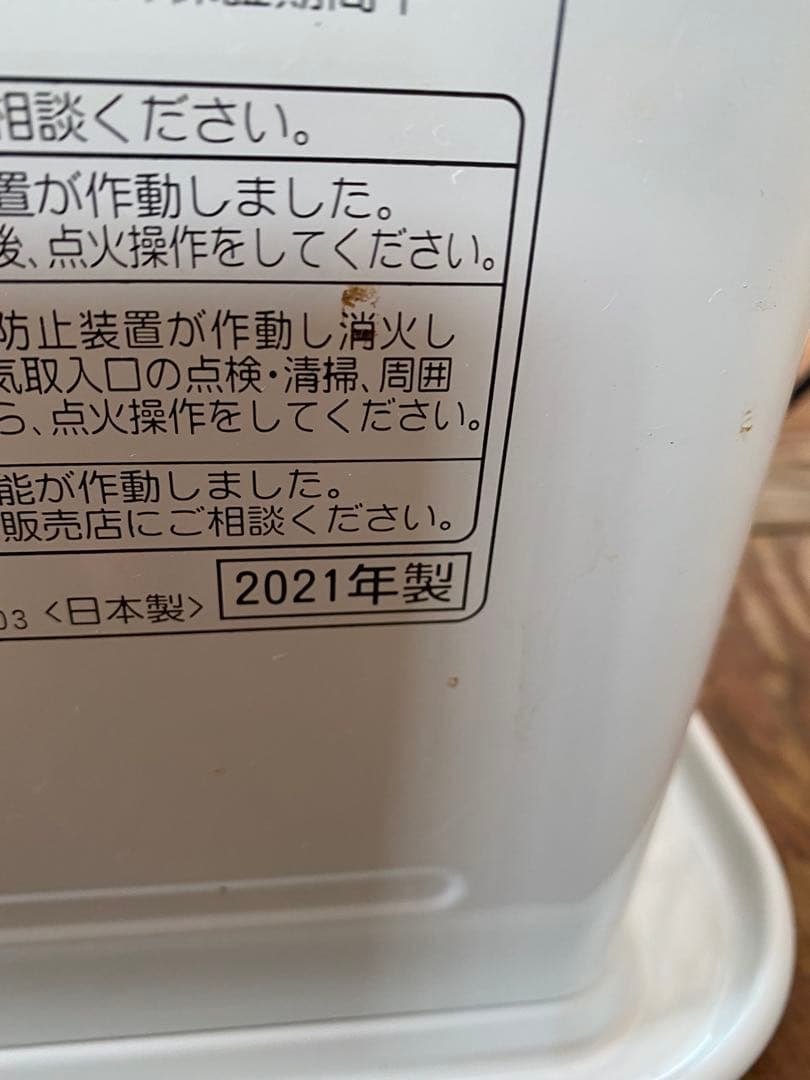 相談ください。
置が作動しました。
後、点火操作をしてください。
防止装置が作動し消火し
気取入口の点検・清掃、周囲
ら、点火操作をしてください。
能が作動しました。
販売店にご相談ください。
03 <日本製> 2021年製